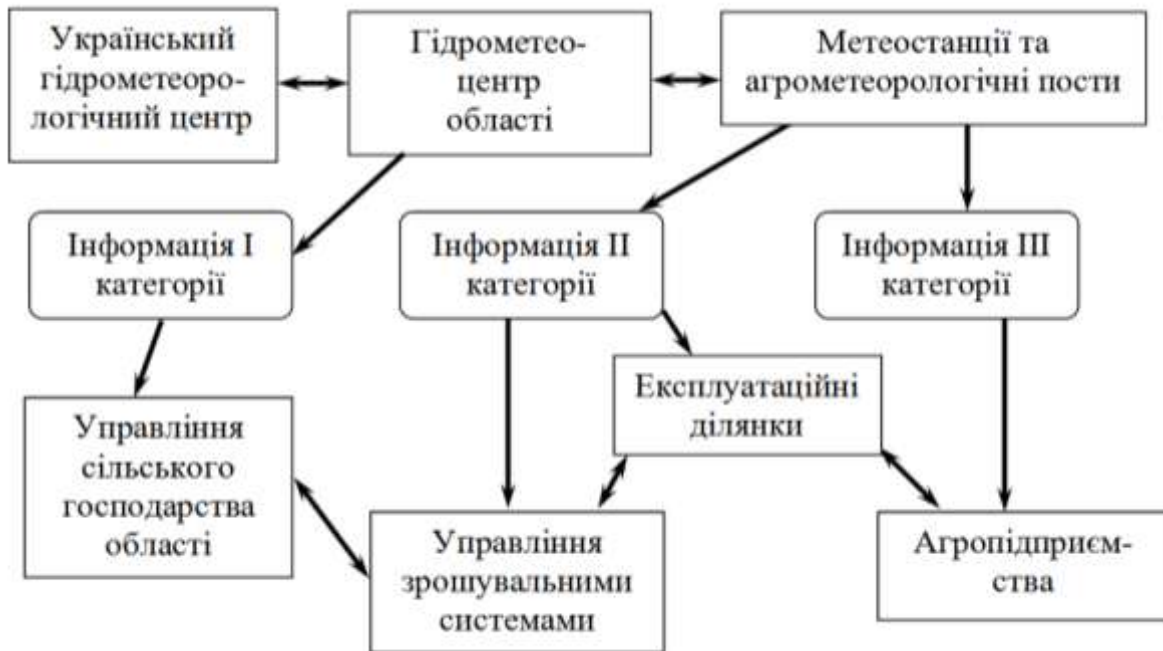 Український
гідрометеоро-
логічний центр
Гідрометео-
центр
області
Метеостанції та
агрометеорологічні пости
Інформація I
категорії
Інформація II
категорії
Інформація III
категорії
Експлуатаційні
ділянки
Управління
сільського
господарства
області
Управління
зрошувальними
системами
Агропідприєм-
ства